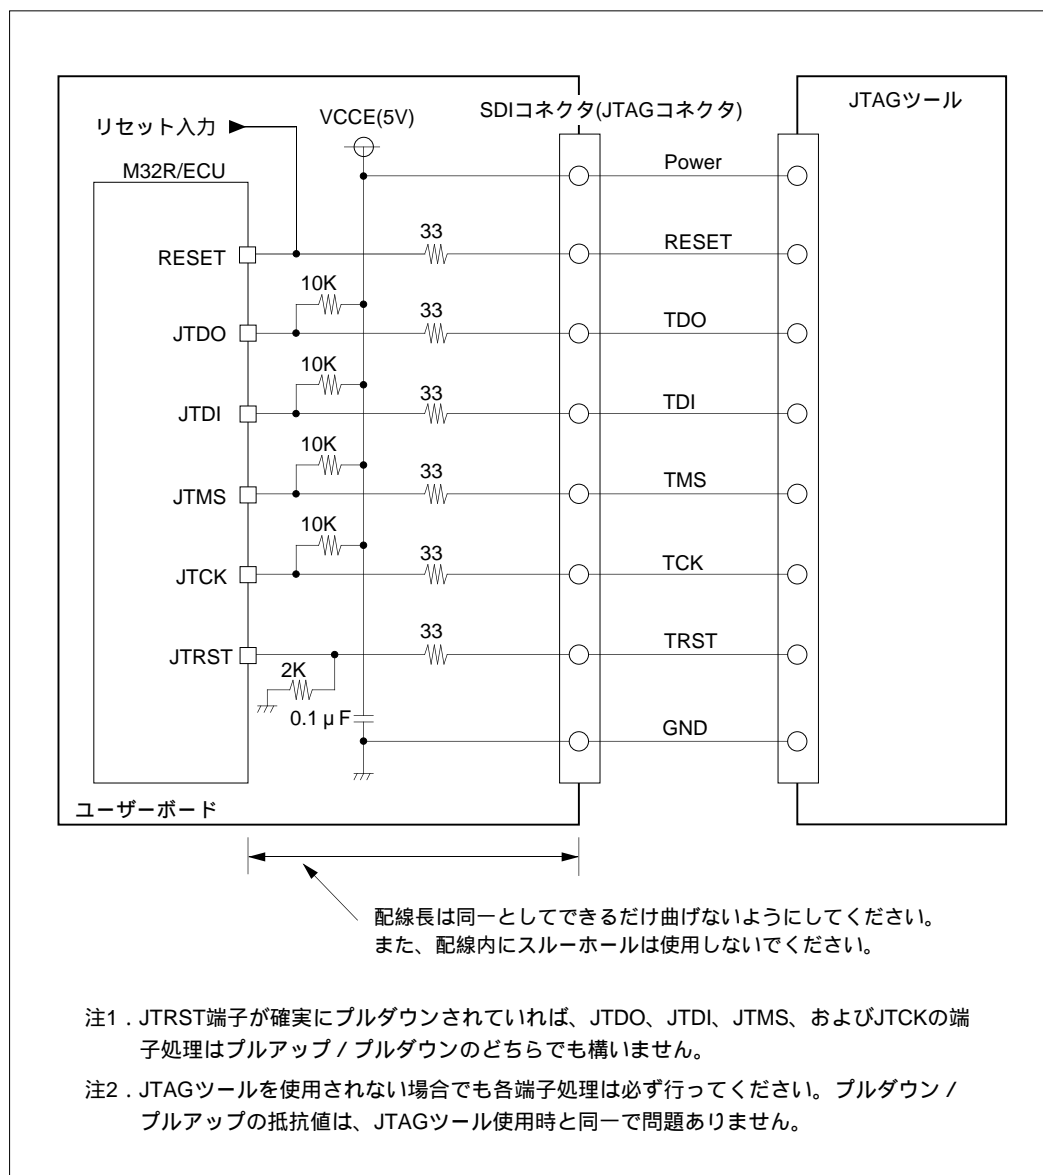 SDIコネクタ(JTAGコネクタ)
JTAGツール
VCCE(5V)
リセット入力
M32R/ECU
Power
RESET
33
RESET
10K
JTDO
33
TDO
10K
JTDI
33
TDI
10K
JTMS
33
TMS
10K
JTCK
33
TCK
JTRST
33
TRST
2K
0.1 μ F
GND
ユーザーボード
配線長は同一としてできるだけ曲げないようにしてください。
また、配線内にスルーホールは使用しないでください。
注1．JTRST端子が確実にプルダウンされていれば、JTDO、JTDI、JTMS、およびJTCKの端
子処理はプルアップ / プルダウンのどちらでも構いません。
注2．JTAGツールを使用されない場合でも各端子処理は必ず行ってください。プルダウン /
プルアップの抵抗値は、JTAGツール使用時と同一で問題ありません。